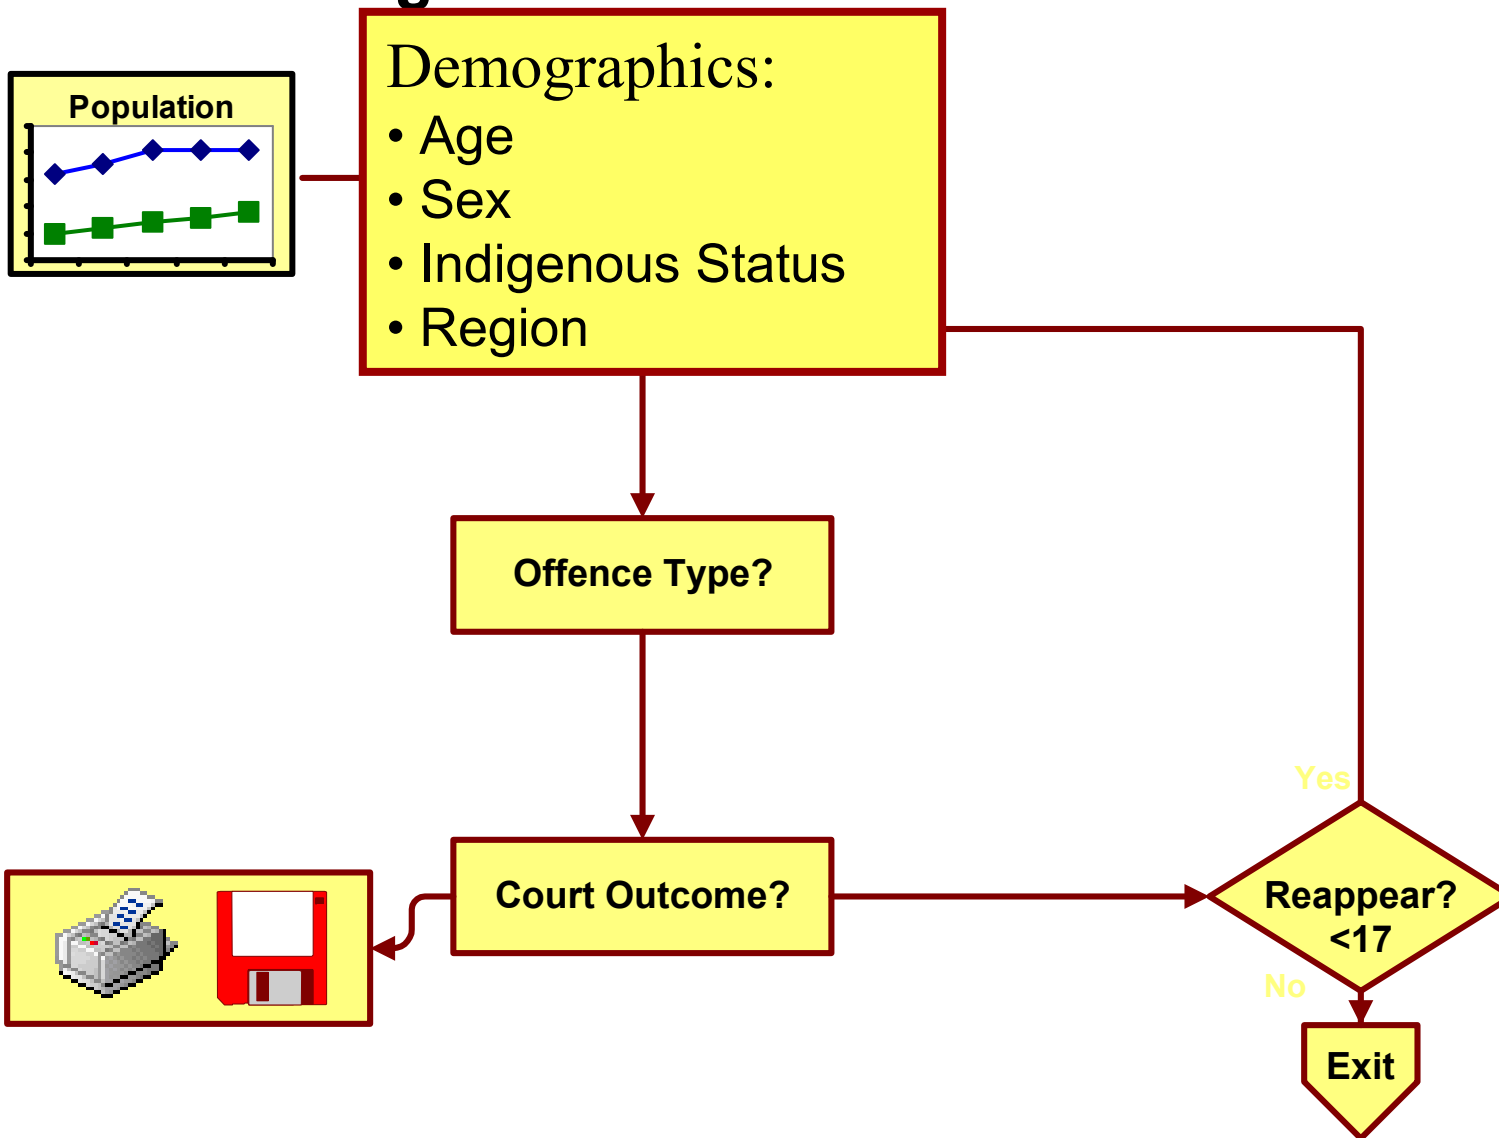 Demographics:
Population
• Age
• Sex
• Indigenous Status
• Region
Offence Type?
Yes
Court Outcome?
Reappear?
<17
No
Exit